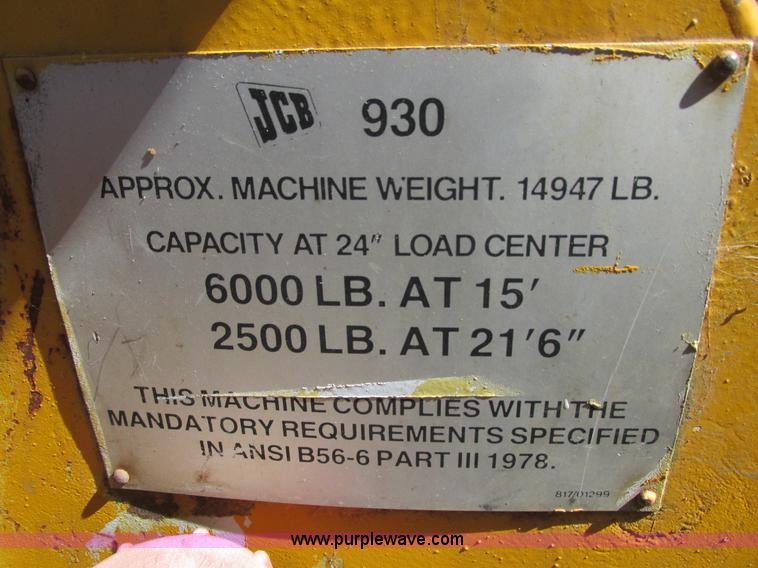 JCB 930
APPROX. MACHINE WEIGHT. 14947 LB.
CAPACITY AT 24" LOAD CENTER
6000 LB. AT 15'
2500 LB. AT 21'6"
THIS MACHINE COMPLIES WITH THE
MANDATORY REQUIREMENTS SPECIFIED
IN ANSI B56-6 PART III 1978.
817/01299
www.purplewave.com